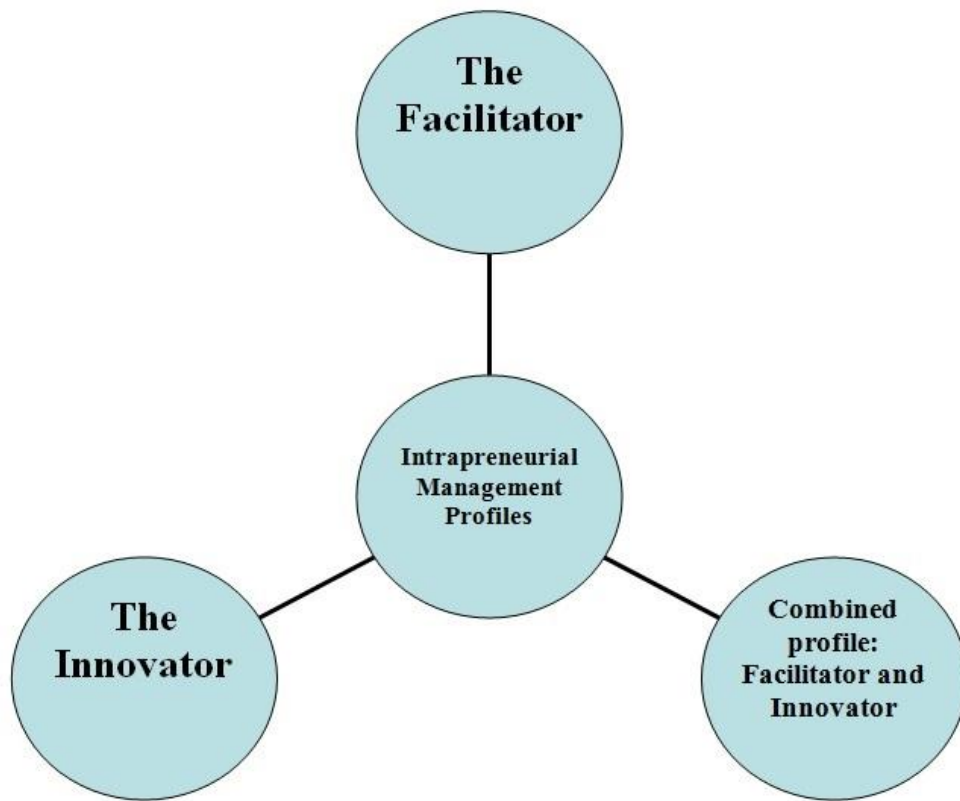 The
Facilitator
Intrapreneurial
Management
Profiles
The
Innovator
Combined
profile:
Facilitator and
Innovator